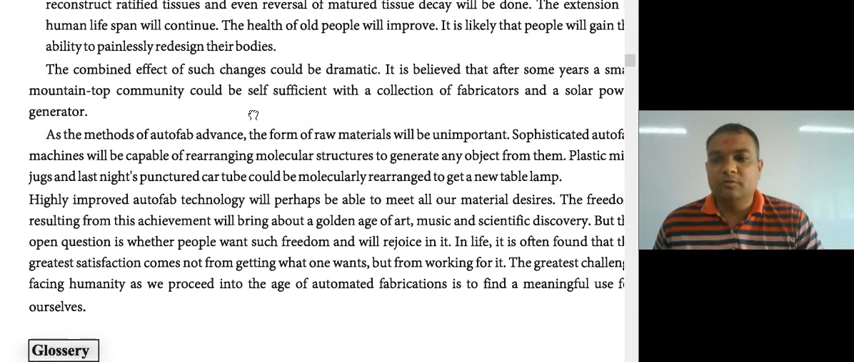 reconstruct ratified tissues and even reversal of matured tissue decay will be done. The extension
human life span will continue. The health of old people will improve. It is likely that people will gain
ability to painlessly redesign their bodies.
The combined effect of such changes could be dramatic. It is believed that after some years a
mountain-top community could be self sufficient with a collection of fabricators and a solar
generator.
As the methods of autofab advance, the form of raw materials will be unimportant. Sophisticated
machines will be capable of rearranging molecular structures to generate any object from them. Plastic
jugs and last night's punctured car tube could be molecularly rearranged to get a new table lamp.
Highly improved autofab technology will perhaps be able to meet all our material desires. The
resulting from this achievement will bring about a golden age of art, music and scientific discovery. But
open question is whether people want such freedom and will rejoice in it. In life, it is often found that
greatest satisfaction comes not from getting what one wants, but from working for it. The greatest
facing humanity as we proceed into the age of automated fabrications is to find a meaningful use
ourselves.
Glossery